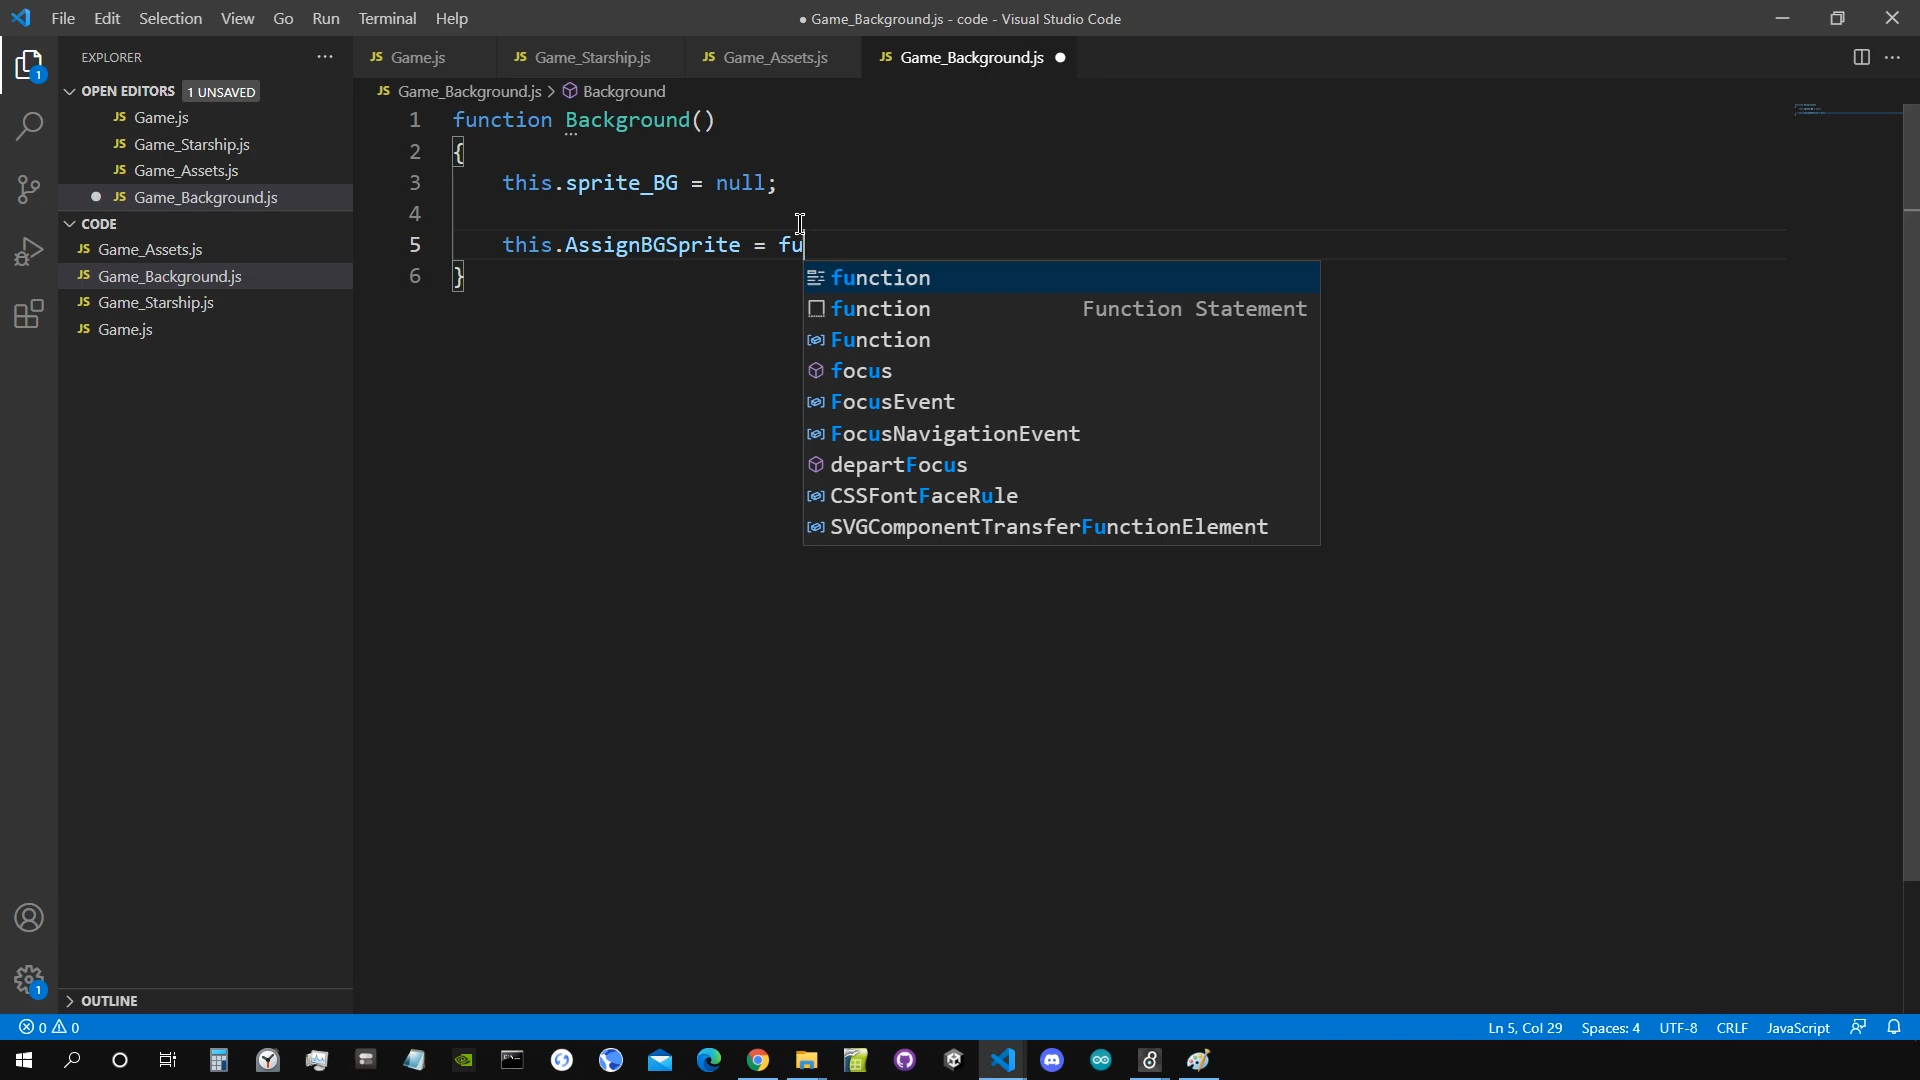 File Edit Selection View Go Run Terminal Help
● Game_Background.js - code - Visual Studio Code
EXPLORER
OPEN EDITORS 1 UNSAVED
JS Game.js
JS Game_Starship.js
JS Game_Assets.js
JS Game_Background.js
CODE
JS Game_Assets.js
JS Game_Background.js
JS Game_Starship.js
JS Game.js
OUTLINE
1
1
JS Game.js JS Game_Starship.js JS Game_Assets.js JS Game_Background.js
JS Game_Background.js > Background
1 function Background()
2 {
3 this.sprite_BG = null;
4
5 this.AssignBGSprite = fu
6 }
function
function Function Statement
Function
focus
FocusEvent
FocusNavigationEvent
departFocus
CSSFontFaceRule
SVGComponentTransferFunctionElement
0 0 Ln 5, Col 29 Spaces: 4 UTF-8 CRLF JavaScript